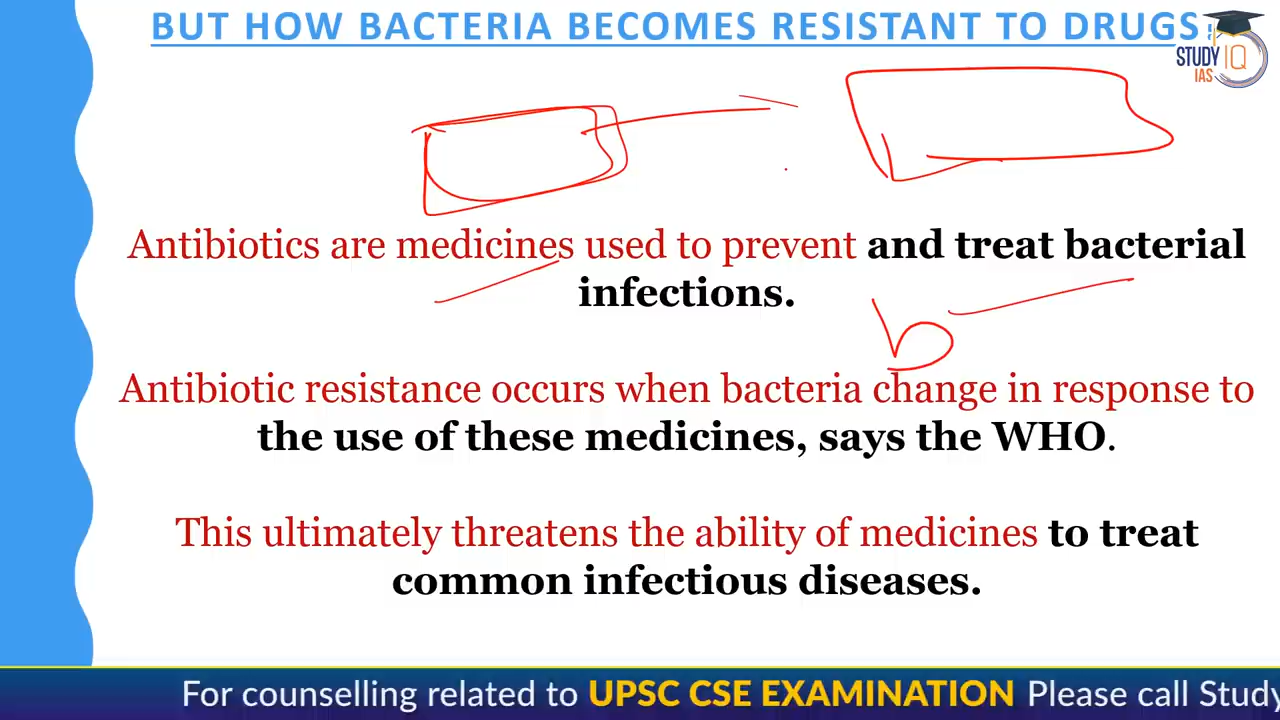 BUT HOW BACTERIA BECOMES RESISTANT TO DRUGS
STUDY IQ
IAS
Antibiotics are medicines used to prevent and treat bacterial
infections.
b
Antibiotic resistance occurs when bacteria change in response to
the use of these medicines, says the WHO.
This ultimately threatens the ability of medicines to treat
common infectious diseases.
For counselling related to UPSC CSE EXAMINATION Please call Study